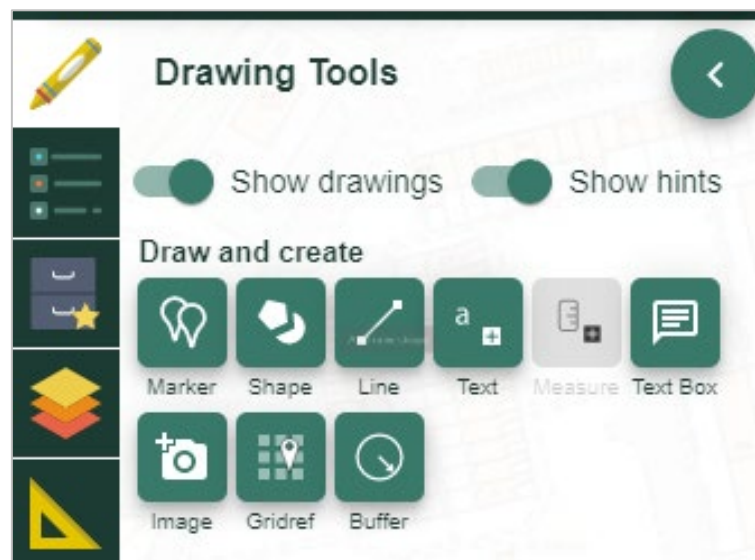 Drawing Tools
Show drawings Show hints
Draw and create
a
Marker Shape Line Text Measure Text Box
Image Gridref Buffer